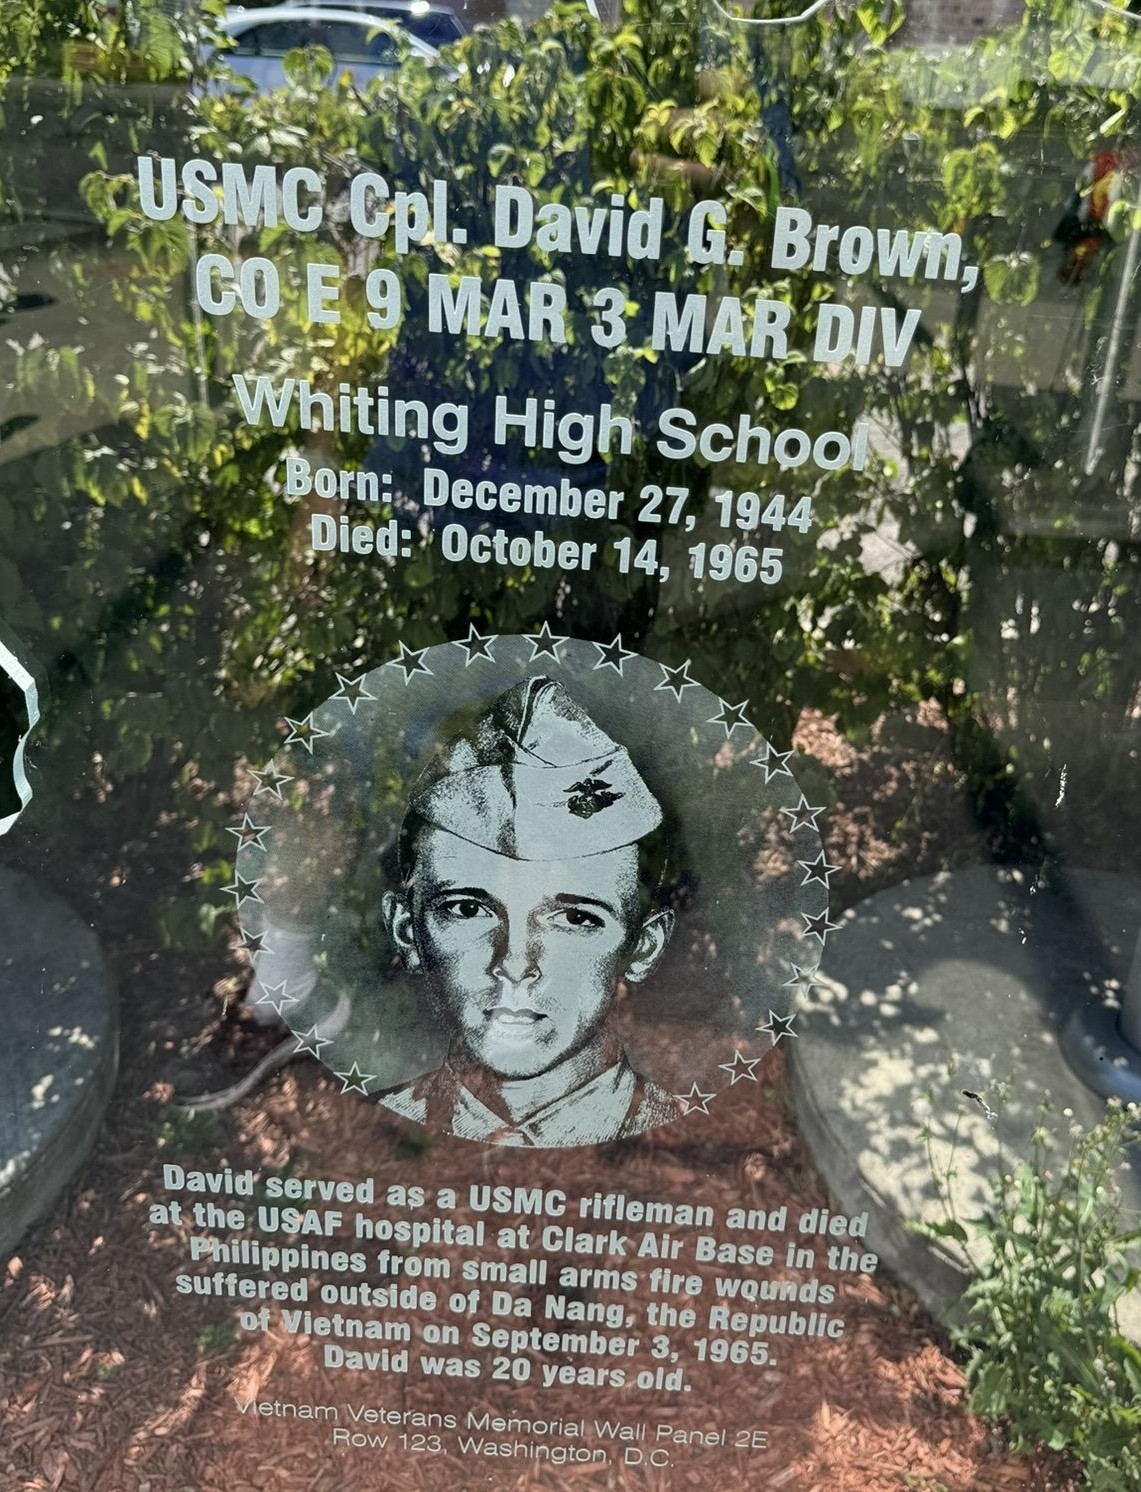 USMC Cpl. David G. Brown,
CO E 9 MAR 3 MAR DIV
Whiting High School
Born: December 27, 1944
Died: October 14, 1965
David served as a USMC rifleman and died
at the USAF hospital at Clark Air Base in the
Philippines from small arms fire wounds
suffered outside of Da Nang, the Republic
of Vietnam on September 3, 1965.
David was 20 years old.
Vietnam Veterans Memorial Wall Panel 2E
Row 123, Washington, D.C.